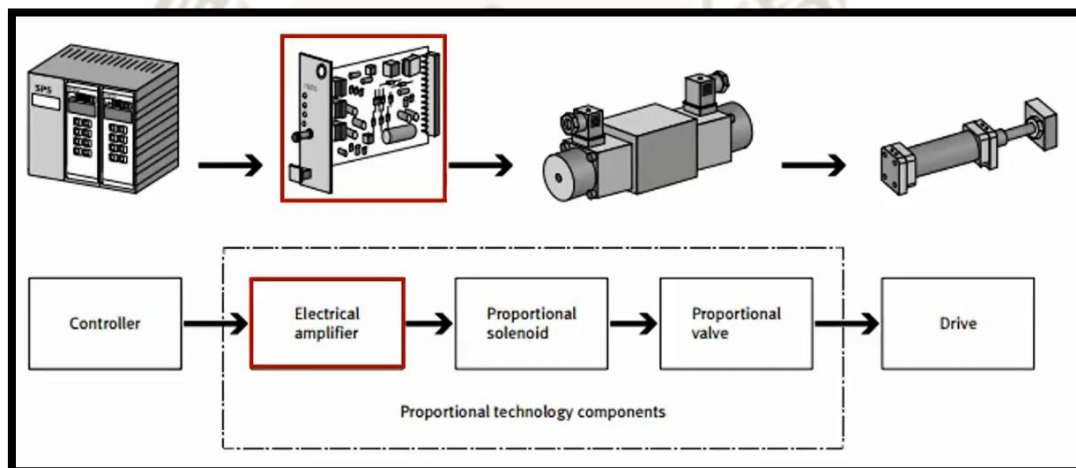 SPS
Controller
Electrical
amplifier
Proportional
solenoid
Proportional
valve
Drive
Proportional technology components